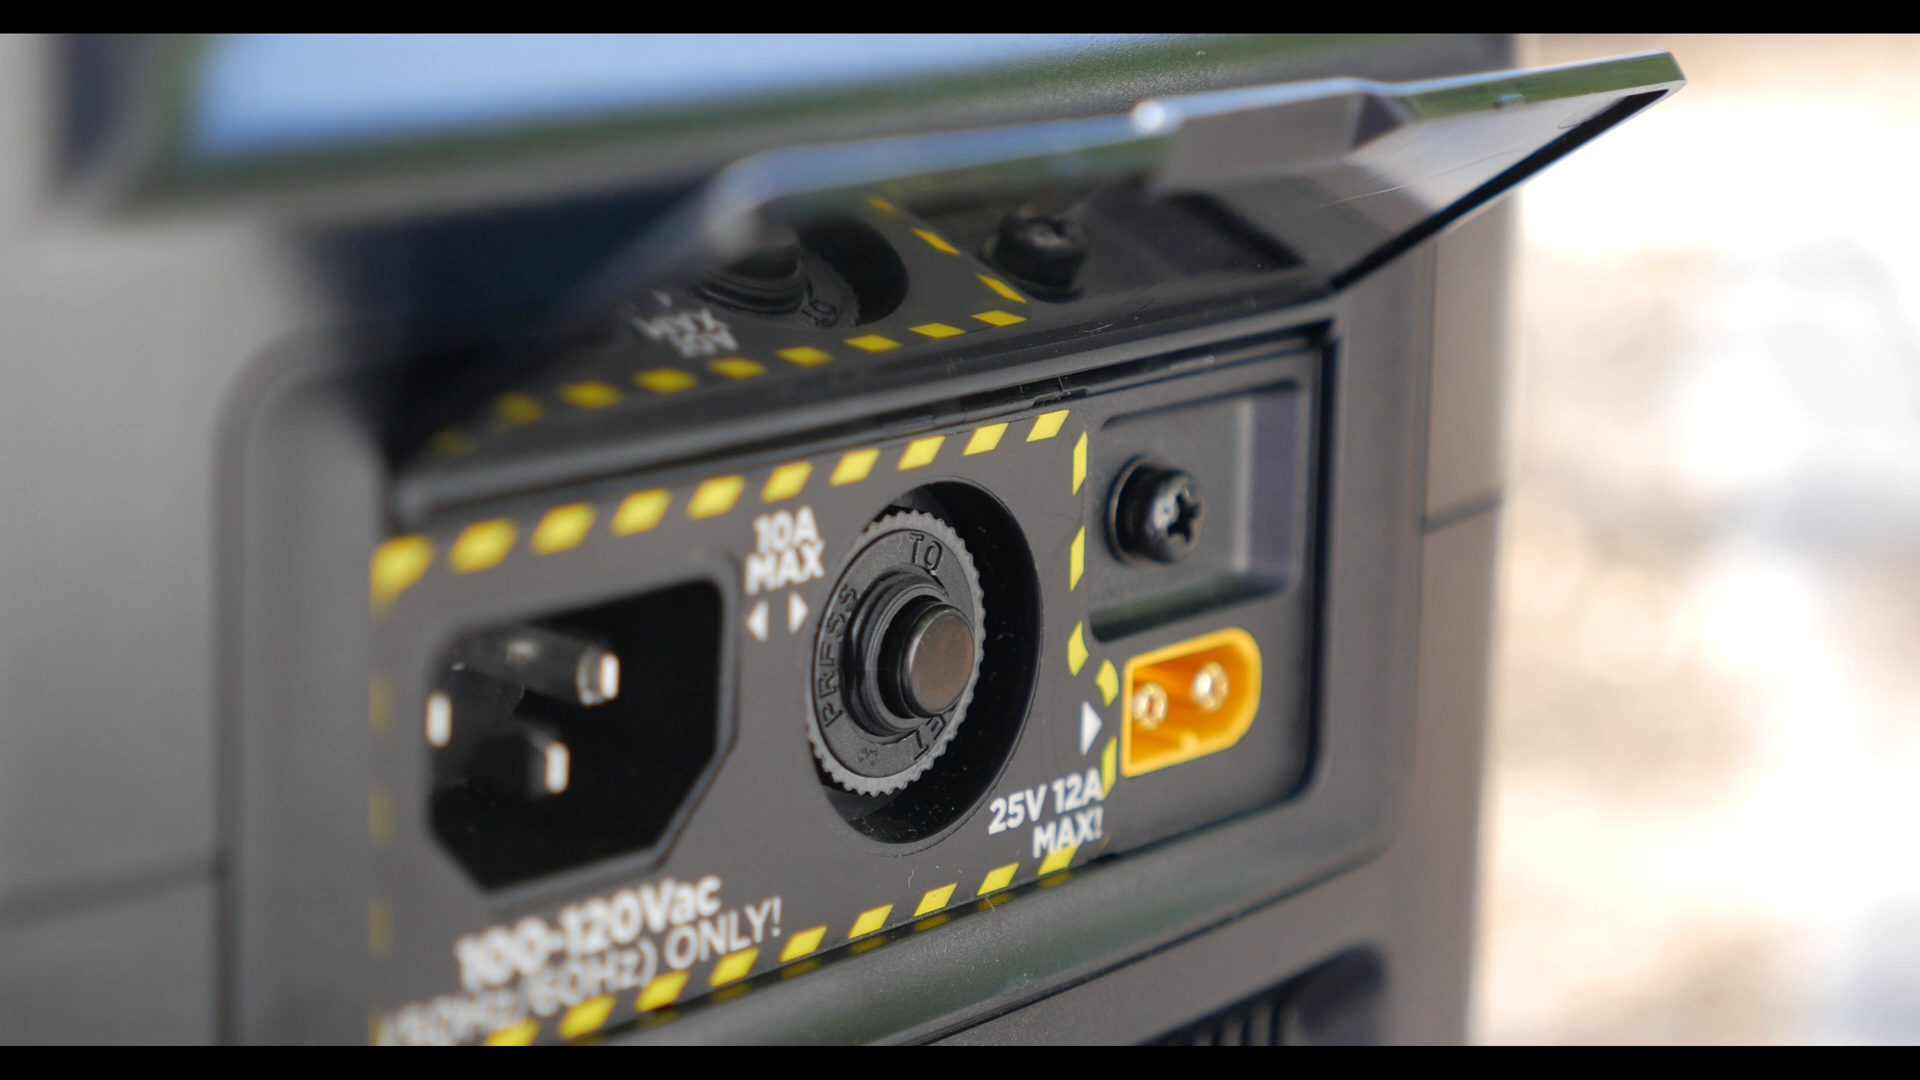 10A
MAX
PRESS TO
25V 12A
MAX!
100-120Vac
(50Hz/60Hz) ONLY!